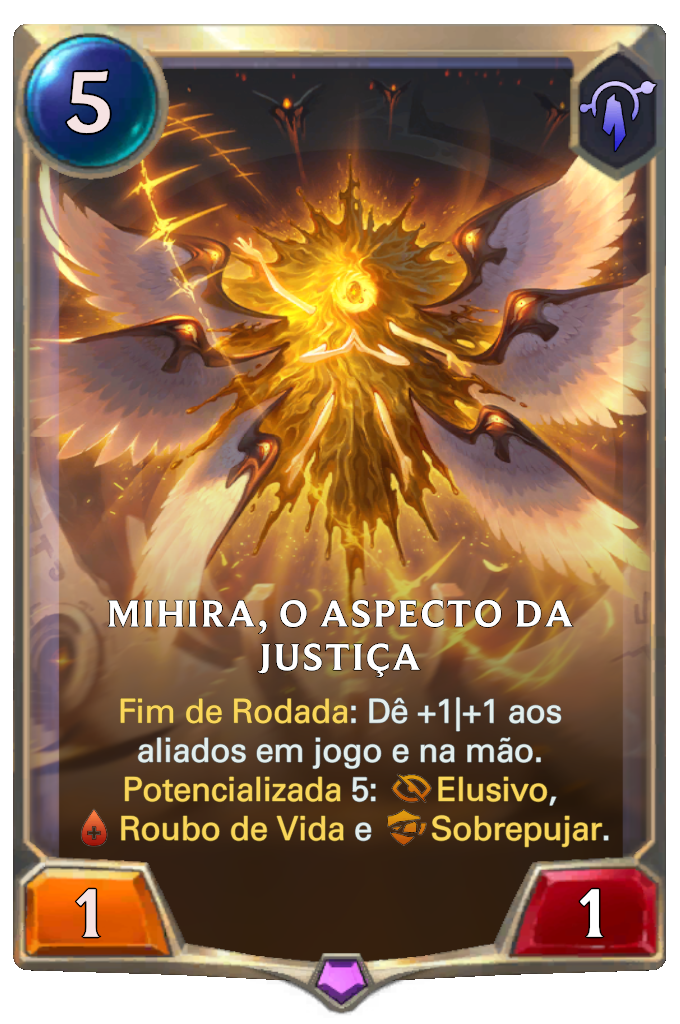 5
MIHIRA, O ASPECTO DA
JUSTIÇA
Fim de Rodada: Dê +1|+1 aos
aliados em jogo e na mão.
Potencializada 5: Elusivo,
Roubo de Vida e Sobrepujar.
1
1